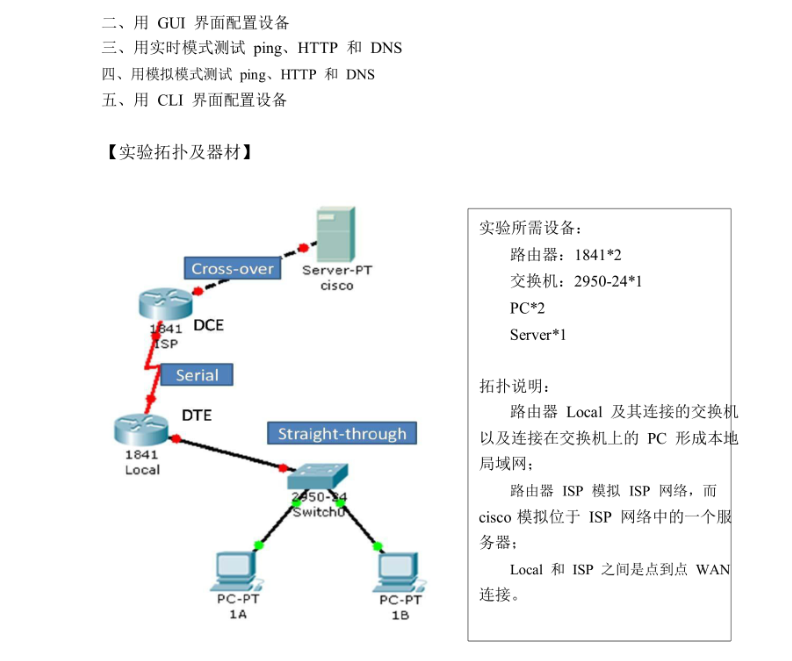 二、用 GUI 界面配置设备
三、用实时模式测试 ping、HTTP 和 DNS
四、用模拟模式测试 ping、HTTP 和 DNS
五、用 CLI 界面配置设备
【实验拓扑及器材】
Cross-over
Server-PT
cisco
1841
DCE
ISP
Serial
DTE
1841
Local
Straight-through
2950-24
Switch0
PC-PT
1A
PC-PT
1B
实验所需设备：
路由器：1841*2
交换机：2950-24*1
PC*2
Server*1
拓扑说明：
路由器 Local 及其连接的交换机
以及连接在交换机上的 PC 形成本地
局域网；
路由器 ISP 模拟 ISP 网络，而
cisco 模拟位于 ISP 网络中的一个服
务器；
Local 和 ISP 之间是点到点 WAN
连接。